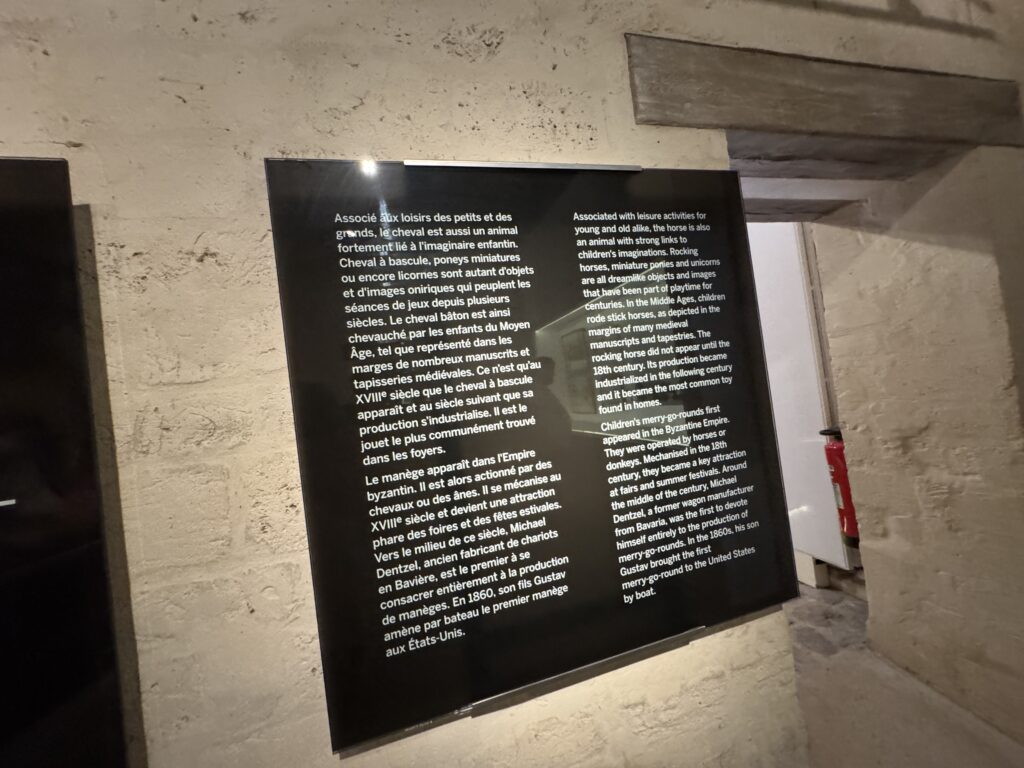 Associé aux loisirs des petits et des
grands, le cheval est aussi un animal
fortement lié à l'imaginaire enfantin.
Cheval à bascule, poneys miniatures
ou encore licornes sont autant d'objets
et d'images oniriques qui peuplent les
séances de jeux depuis plusieurs
siècles. Le cheval bâton est ainsi
chevauché par les enfants du Moyen
Âge, tel que représenté dans les
marges de nombreux manuscrits et
tapisseries médiévales. Ce n'est qu'au
XVIIIᵉ siècle que le cheval à bascule
apparaît et au siècle suivant que sa
production s'industrialise. Il est le
jouet le plus communément trouvé
dans les foyers.
Le manège apparaît dans l'Empire
byzantin. Il est alors actionné par des
chevaux ou des ânes. Il se mécanise au
XVIIIᵉ siècle et devient une attraction
phare des foires et des fêtes estivales.
Vers le milieu de ce siècle, Michael
Dentzel, ancien fabricant de chariots
en Bavière, est le premier à se
consacrer entièrement à la production
de manèges. En 1860, son fils Gustav
amène par bateau le premier manège
aux États-Unis.
Associated with leisure activities for
young and old alike, the horse is also
an animal with strong links to
children's imaginations. Rocking
horses, miniature ponies and unicorns
are all dreamlike objects and images
that have been part of playtime for
centuries. In the Middle Ages, children
rode stick horses, as depicted in the
margins of many medieval
manuscripts and tapestries. The
rocking horse did not appear until the
18th century. Its production became
industrialized in the following century
and it became the most common toy
found in homes.
Children's merry-go-rounds first
appeared in the Byzantine Empire.
They were operated by horses or
donkeys. Mechanised in the 18th
century, they became a key attraction
at fairs and summer festivals. Around
the middle of the century, Michael
Dentzel, a former wagon manufacturer
from Bavaria, was the first to devote
himself entirely to the production of
merry-go-rounds. In the 1860s, his son
Gustav brought the first
merry-go-round to the United States
by boat.